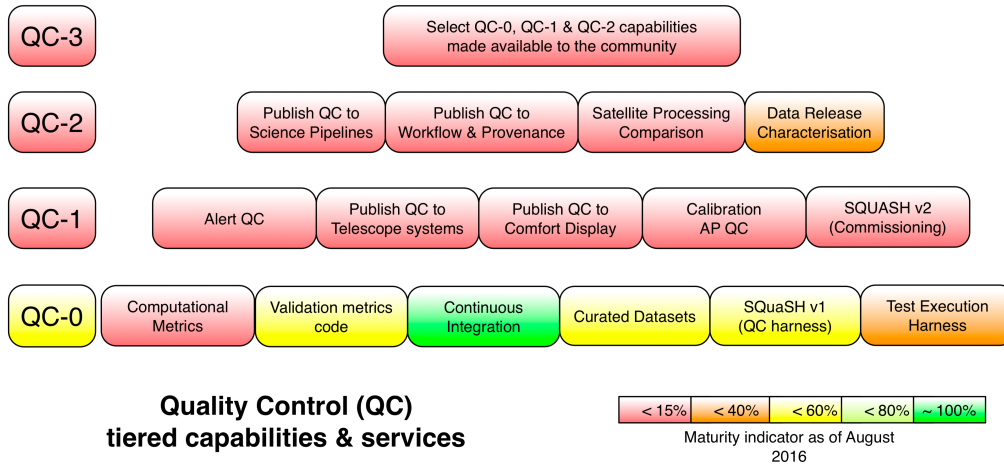 QC-3
Select QC-0, QC-1 & QC-2 capabilities
made available to the community
QC-2
Publish QC to
Science Pipelines
Publish QC to
Workflow & Provenance
Satellite Processing
Comparison
Data Release
Characterisation
QC-1
Alert QC
Publish QC to
Telescope systems
Publish QC to
Comfort Display
Calibration
AP QC
SQUASH v2
(Commissioning)
QC-0
Computational
Metrics
Validation metrics
code
Continuous
Integration
Curated Datasets
SQuaSH v1
(QC harness)
Test Execution
Harness
Quality Control (QC)
tiered capabilities & services
< 15%
< 40%
< 60%
< 80%
~ 100%
Maturity indicator as of August
2016